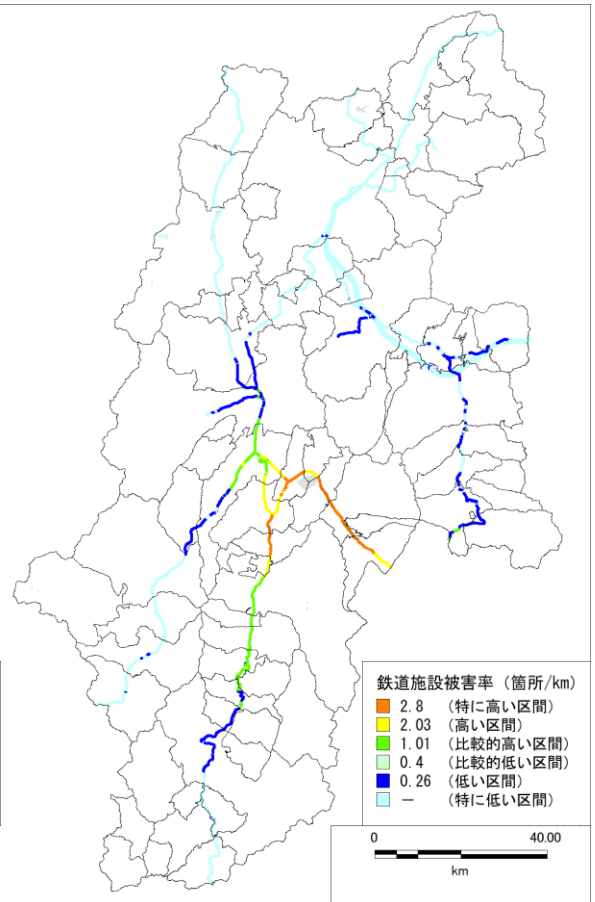 鉄道施設被害率 (箇所/km)
2.8 (特に高い区間)
2.03 (高い区間)
1.01 (比較的高い区間)
0.4 (比較的低い区間)
0.26 (低い区間)
― (特に低い区間)
0 40.00
km